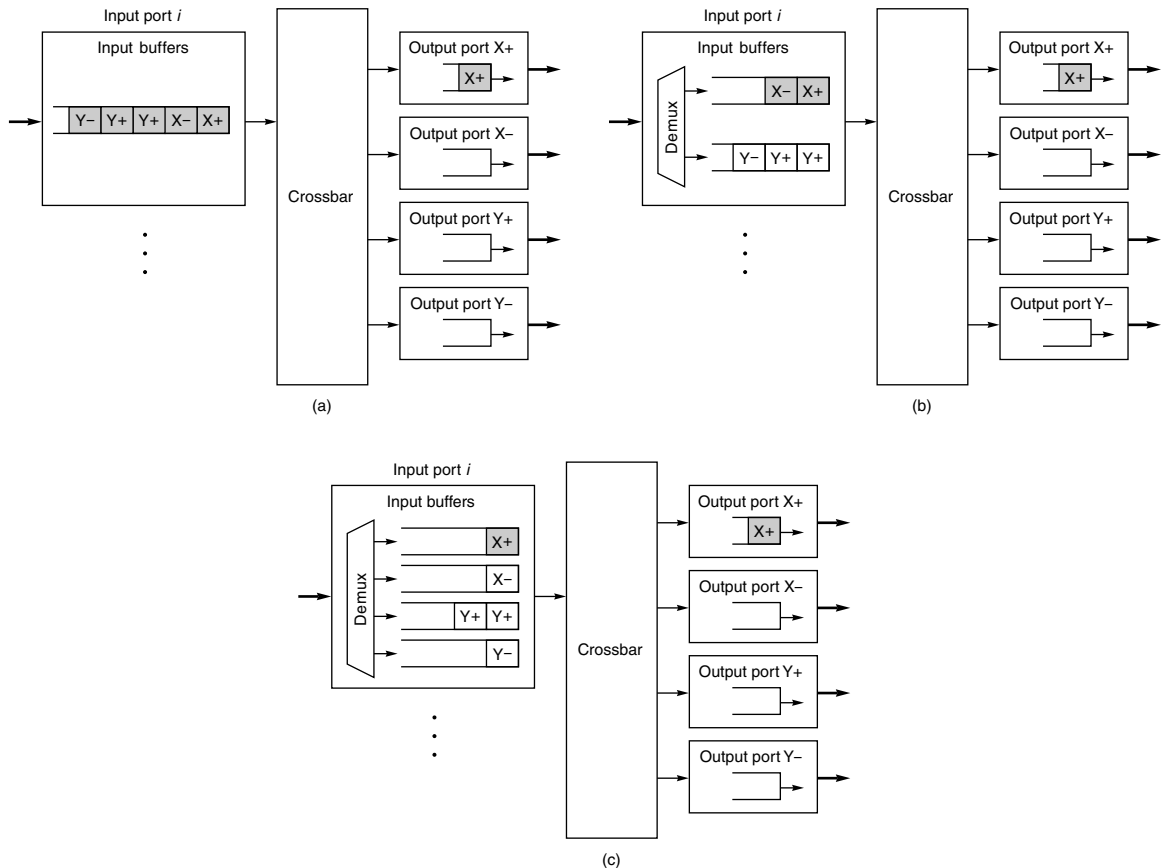 Input port i
Input buffers
Y– Y+ Y+ X– X+
Crossbar
Output port X+
X+
Output port X–
Output port Y+
Output port Y–
(a)
Input port i
Input buffers
Demux
X– X+
Y– Y+ Y+
Crossbar
Output port X+
X+
Output port X–
Output port Y+
Output port Y–
(b)
Input port i
Input buffers
Demux
X+
X–
Y+ Y+
Y–
Crossbar
Output port X+
X+
Output port X–
Output port Y+
Output port Y–
(c)